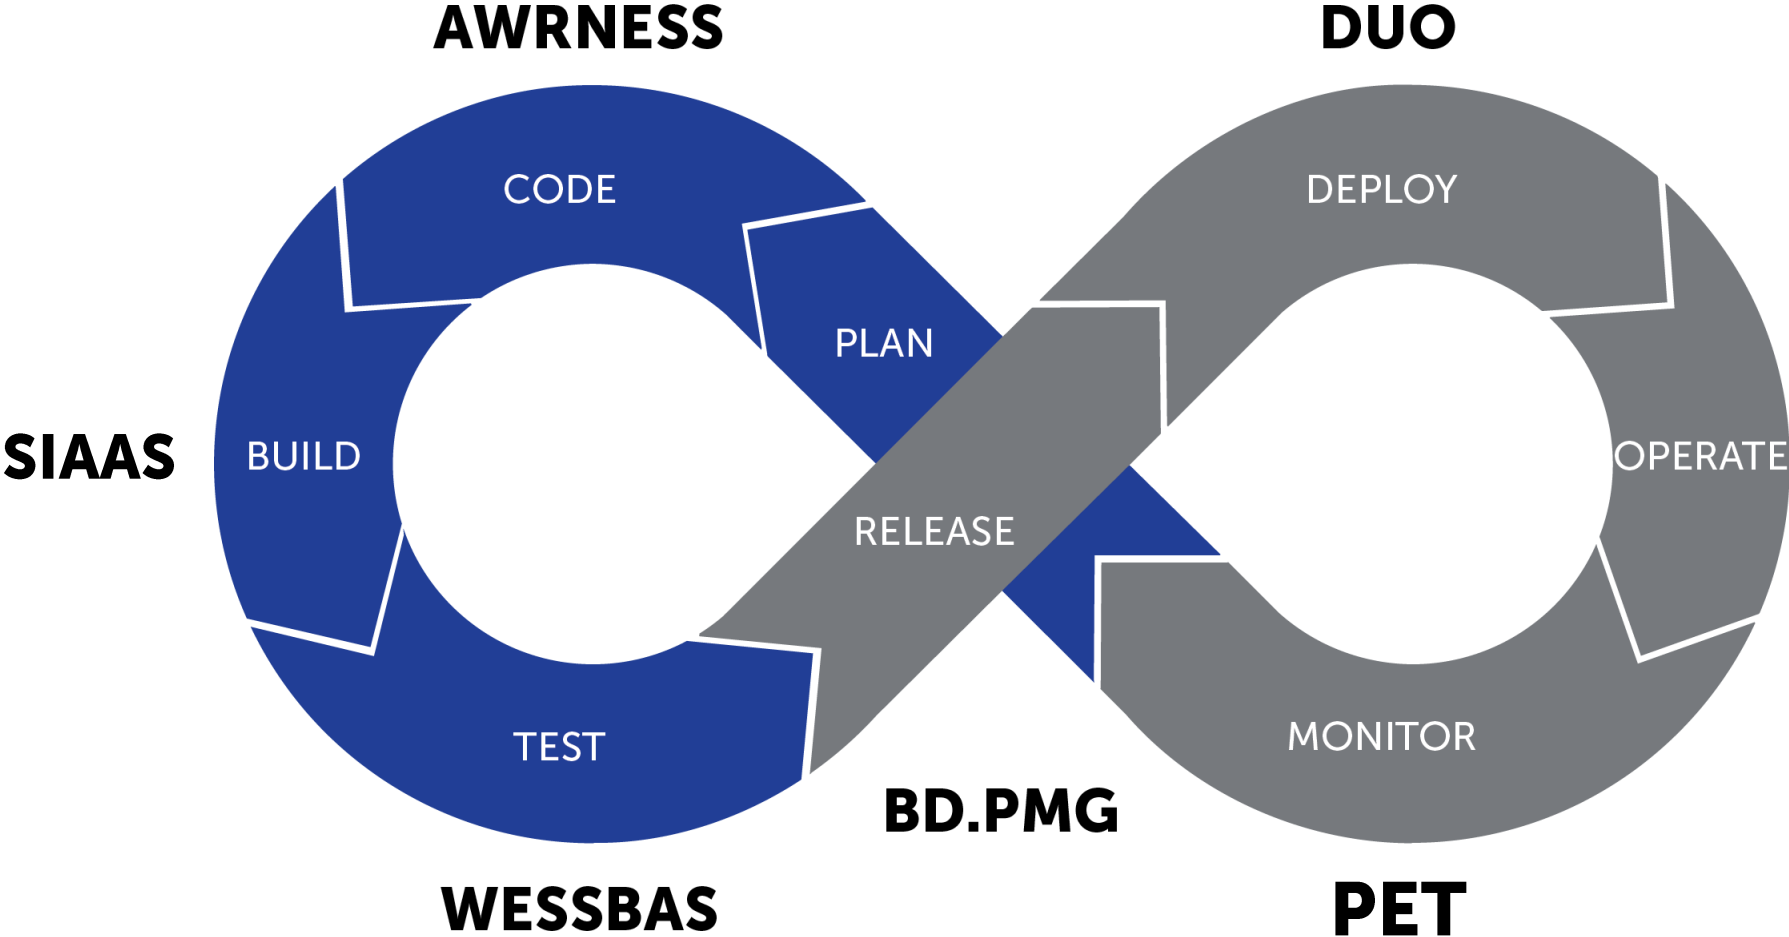 AWRNESS
DUO
CODE
DEPLOY
PLAN
SIAAS
BUILD
OPERATE
RELEASE
TEST
MONITOR
BD.PMG
WESSBAS
PET